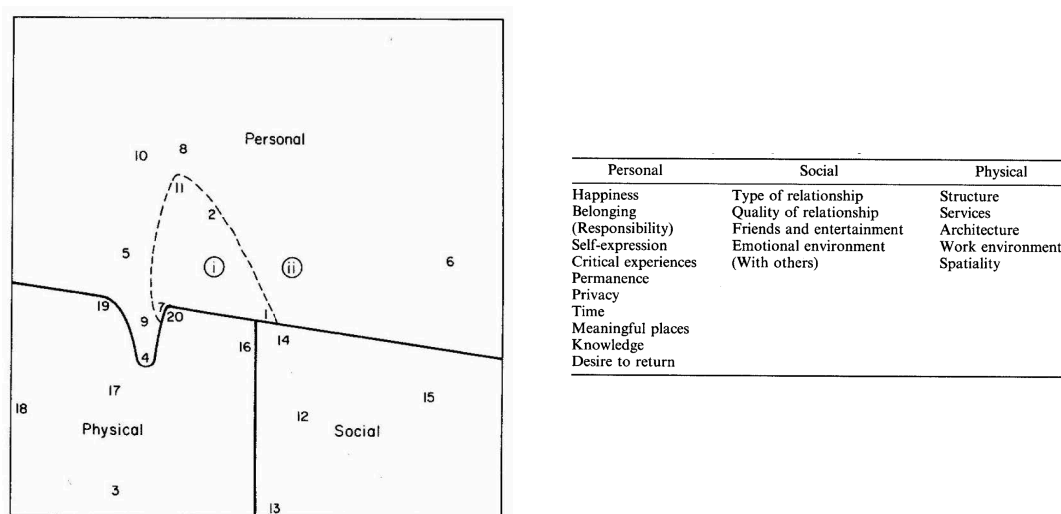 Personal
10
8
11
2
5
i
ii
6
19
7
9
20
1
16
14
4
17
18
12
15
Physical
Social
3
13
Personal Social Physical
Happiness Type of relationship Structure
Belonging Quality of relationship Services
(Responsibility) Friends and entertainment Architecture
Self-expression Emotional environment Work environment
Critical experiences (With others) Spatiality
Permanence
Privacy
Time
Meaningful places
Knowledge
Desire to return